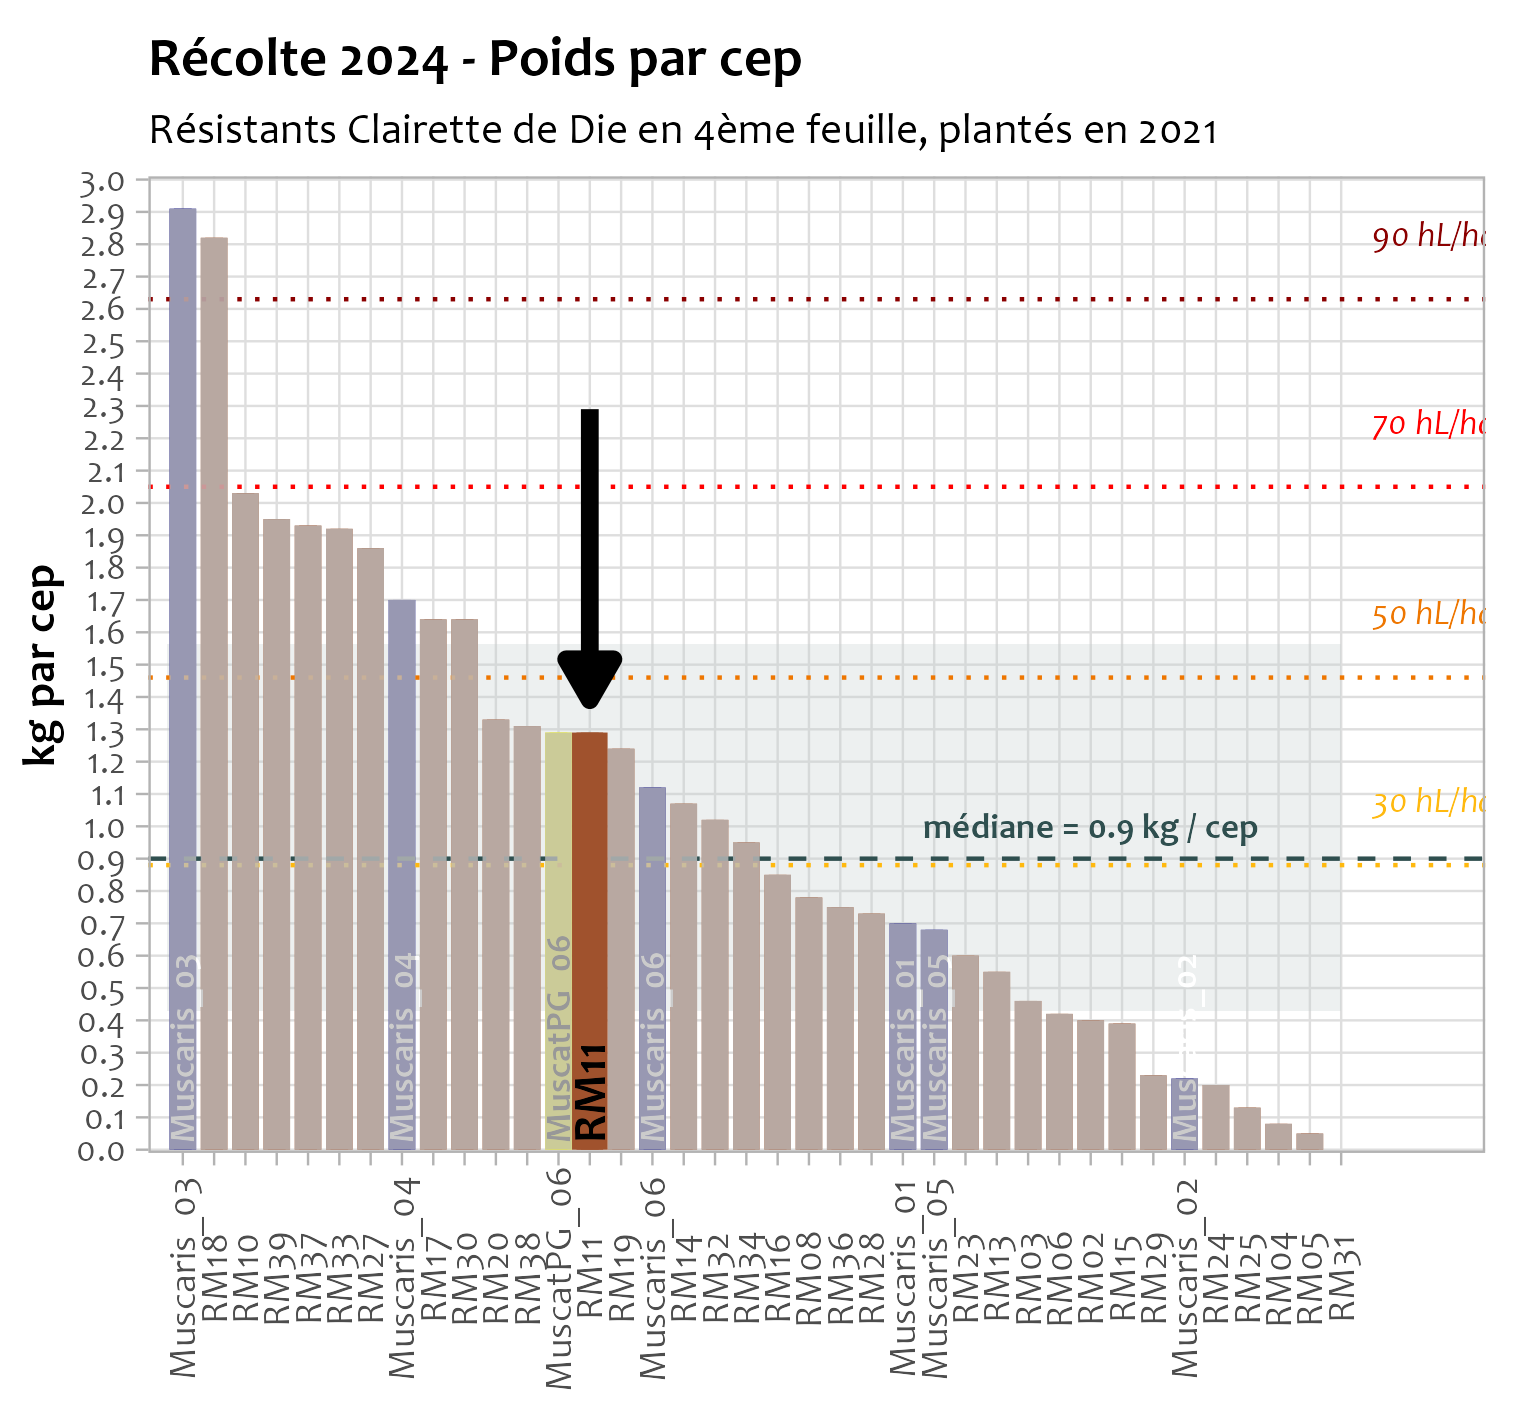 Récolte 2024 - Poids par cep
Résistants Clairette de Die en 4ème feuille, plantés en 2021
kg par cep
3.0
2.9
2.8
2.7
2.6
2.5
2.4
2.3
2.2
2.1
2.0
1.9
1.8
1.7
1.6
1.5
1.4
1.3
1.2
1.1
1.0
0.9
0.8
0.7
0.6
0.5
0.4
0.3
0.2
0.1
0.0
90 hL/ha
70 hL/ha
50 hL/ha
30 hL/ha
médiane = 0.9 kg / cep
Muscaris_03
Muscaris_04
MuscatPG_06
RM11
Muscaris_06
Muscaris_01
Muscaris_05
Muscaris_02
Muscaris_03
RM18
RM10
RM39
RM37
RM33
RM27
Muscaris_04
RM17
RM30
RM20
RM38
MuscatPG_06
RM11
RM19
Muscaris_06
RM14
RM32
RM34
RM16
RM08
RM36
RM28
Muscaris_01
Muscaris_05
RM23
RM13
RM03
RM06
RM02
RM15
RM29
Muscaris_02
RM24
RM25
RM04
RM05
RM31